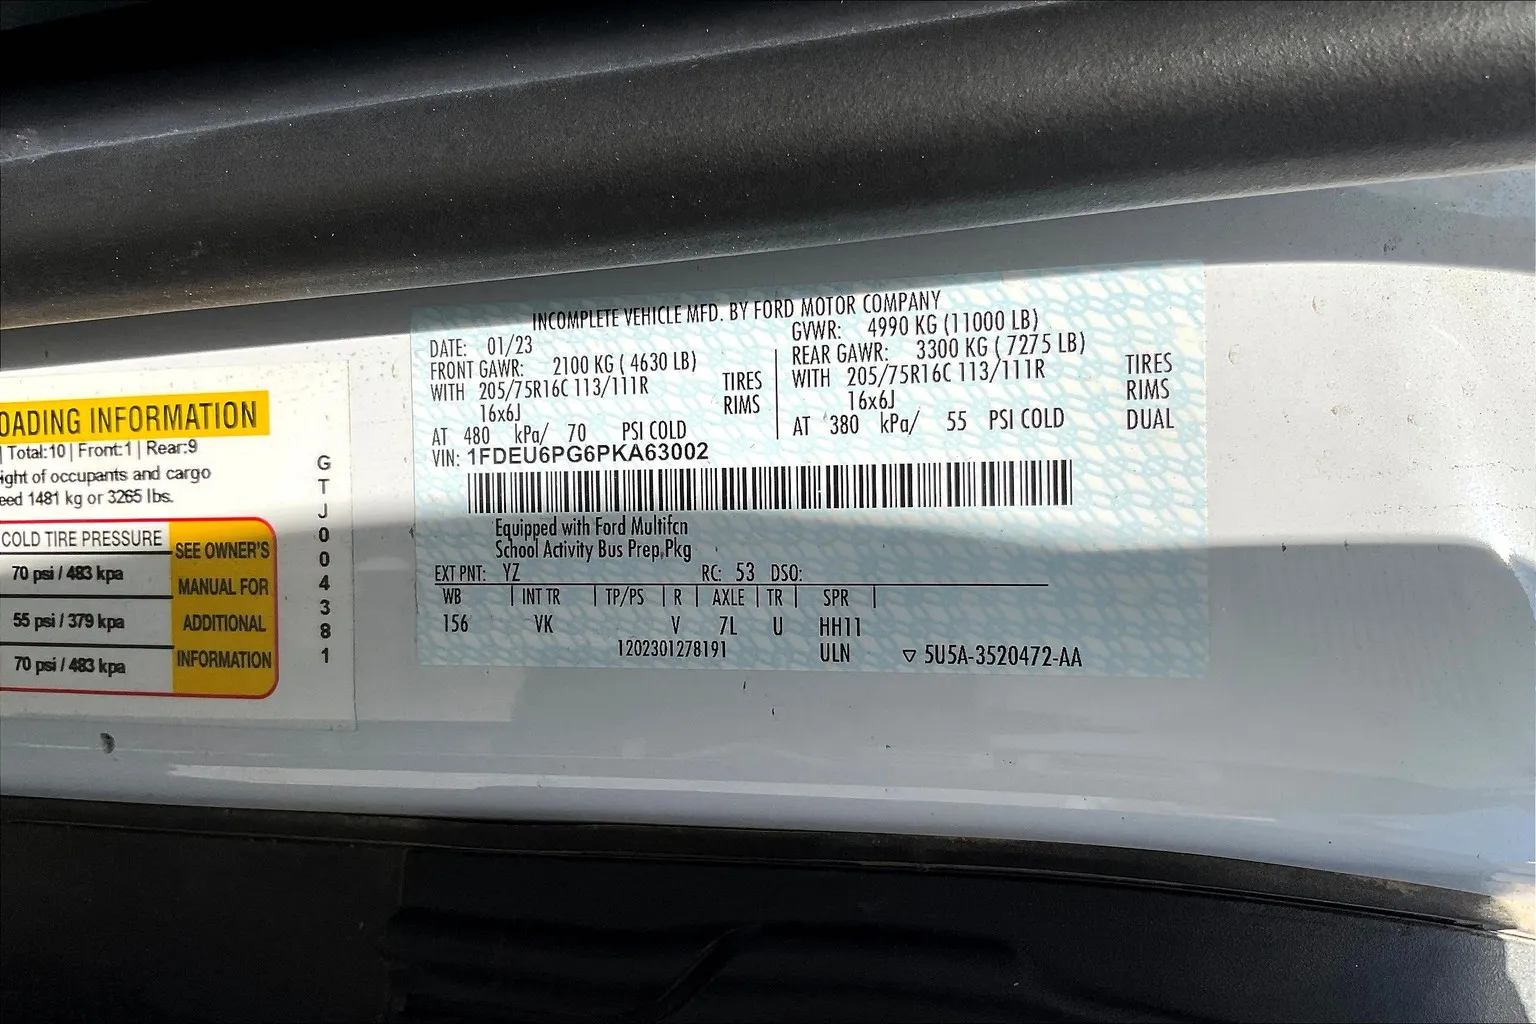 OADING INFORMATION
| Total:10 | Front:1 | Rear:9
ight of occupants and cargo
eed 1481 kg or 3265 lbs.
COLD TIRE PRESSURE
70 psi / 483 kpa
55 psi / 379 kpa
70 psi / 483 kpa
SEE OWNER'S
MANUAL FOR
ADDITIONAL
INFORMATION
GTJ004381
INCOMPLETE VEHICLE MFD. BY FORD MOTOR COMPANY
DATE: 01/23 GVWR: 4990 KG (11000 LB)
FRONT GAWR: 2100 KG ( 4630 LB) REAR GAWR: 3300 KG ( 7275 LB)
WITH 205/75R16C 113/111R TIRES WITH 205/75R16C 113/111R TIRES
16x6J RIMS 16x6J RIMS
AT 480 kPa/ 70 PSI COLD AT 380 kPa/ 55 PSI COLD DUAL
VIN: 1FDEU6PG6PKA63002
Equipped with Ford Multifcn
School Activity Bus Prep,Pkg
EXT PNT: YZ RC: 53 DSO:
WB | INT TR | TP/PS | R | AXLE | TR | SPR |
156 VK V 7L U HH11
1202301278191 ULN ▽ 5U5A-3520472-AA